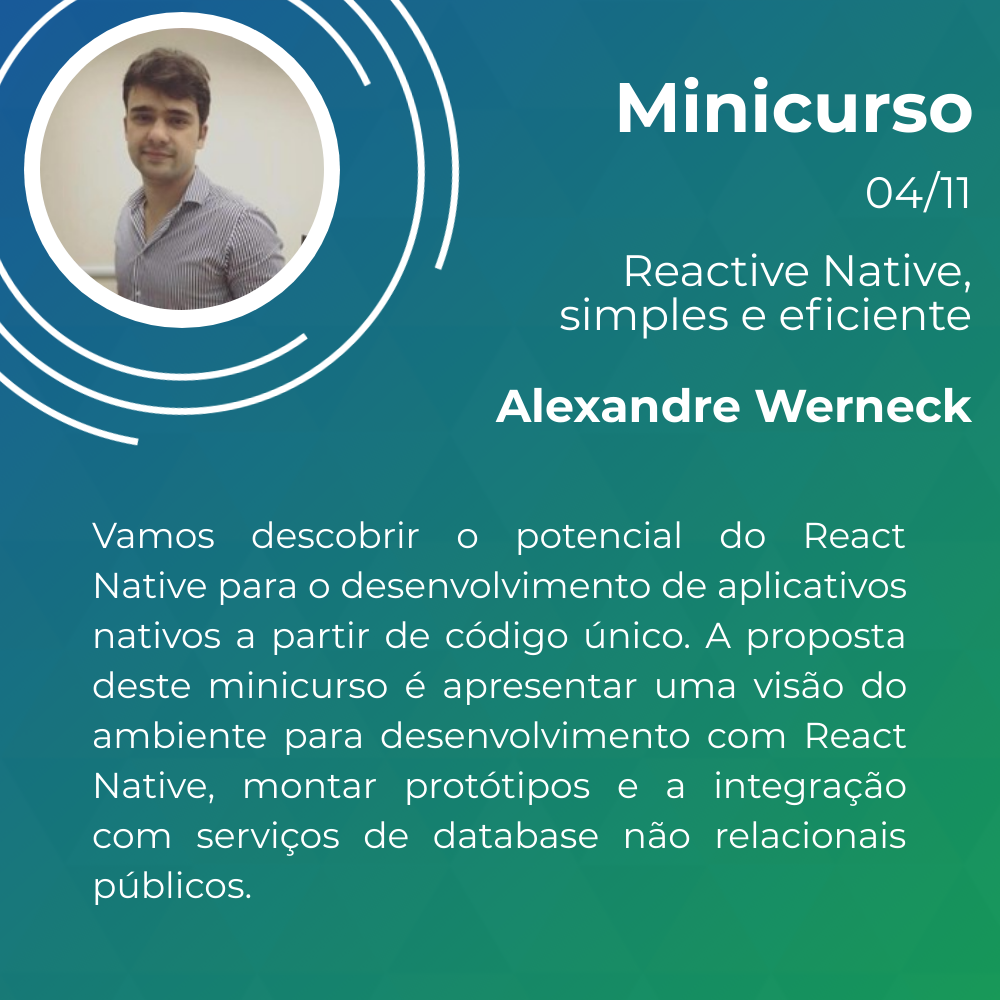 Minicurso
04/11
Reactive Native,
simples e eficiente
Alexandre Werneck
Vamos descobrir o potencial do React
Native para o desenvolvimento de aplicativos
nativos a partir de código único. A proposta
deste minicurso é apresentar uma visão do
ambiente para desenvolvimento com React
Native, montar protótipos e a integração
com serviços de database não relacionais
públicos.